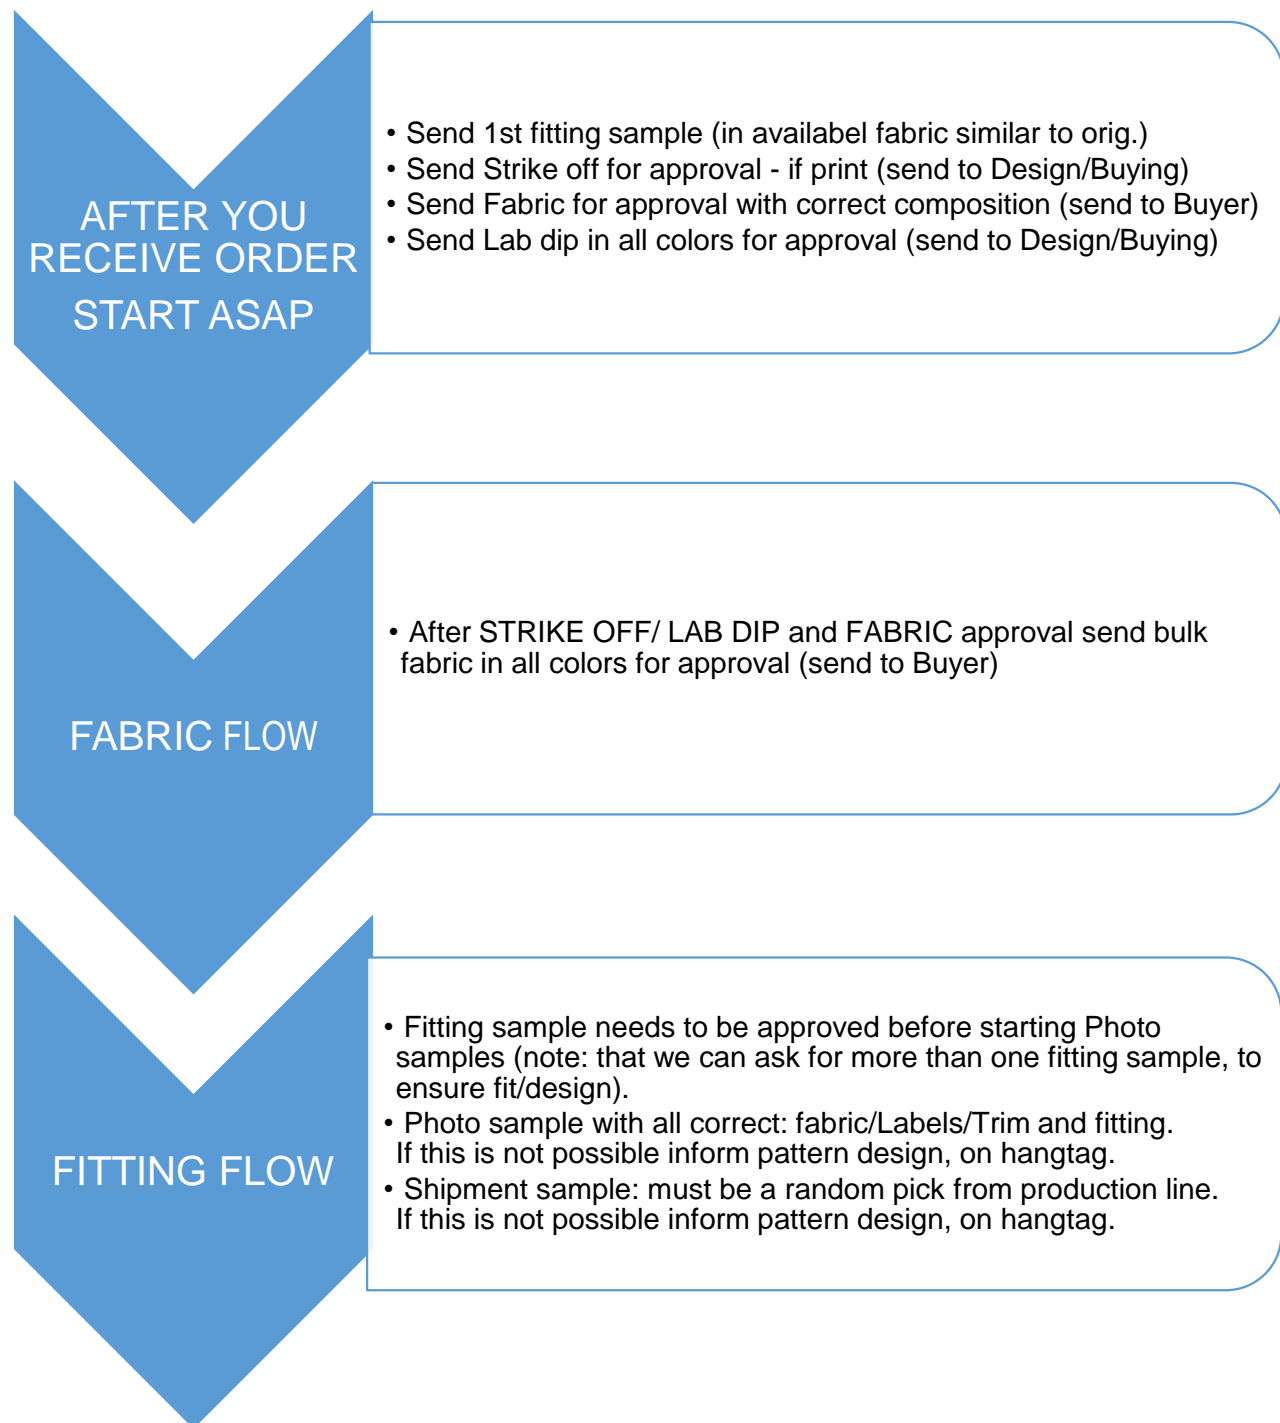 AFTER YOU
RECEIVE ORDER
START ASAP
• Send 1st fitting sample (in availabel fabric similar to orig.)
• Send Strike off for approval - if print (send to Design/Buying)
• Send Fabric for approval with correct composition (send to Buyer)
• Send Lab dip in all colors for approval (send to Design/Buying)
FABRIC FLOW
• After STRIKE OFF/ LAB DIP and FABRIC approval send bulk
fabric in all colors for approval (send to Buyer)
FITTING FLOW
• Fitting sample needs to be approved before starting Photo
samples (note: that we can ask for more than one fitting sample, to
ensure fit/design).
• Photo sample with all correct: fabric/Labels/Trim and fitting.
If this is not possible inform pattern design, on hangtag.
• Shipment sample: must be a random pick from production line.
If this is not possible inform pattern design, on hangtag.